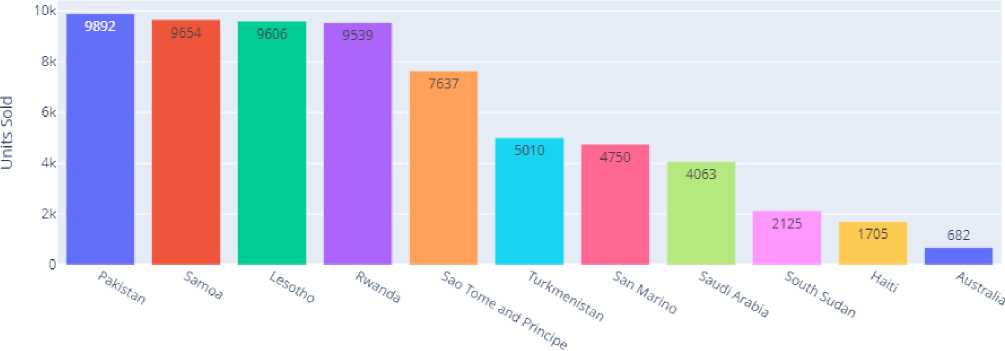 10k
8k
6k
4k
2k
0
Units Sold
9892
9654
9606
9539
7637
5010
4750
4063
2125
1705
682
Pakistan
Samoa
Lesotho
Rwanda
Sao Tome and Principe
Turkmenistan
San Marino
Saudi Arabia
South Sudan
Haiti
Australia